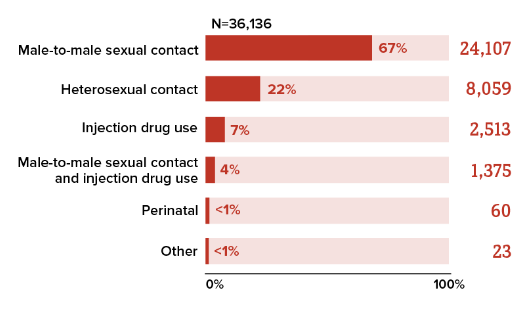 N=36,136
Male-to-male sexual contact 67% 24,107
Heterosexual contact 22% 8,059
Injection drug use 7% 2,513
Male-to-male sexual contact
and injection drug use 4% 1,375
Perinatal <1% 60
Other <1% 23
0% 100%